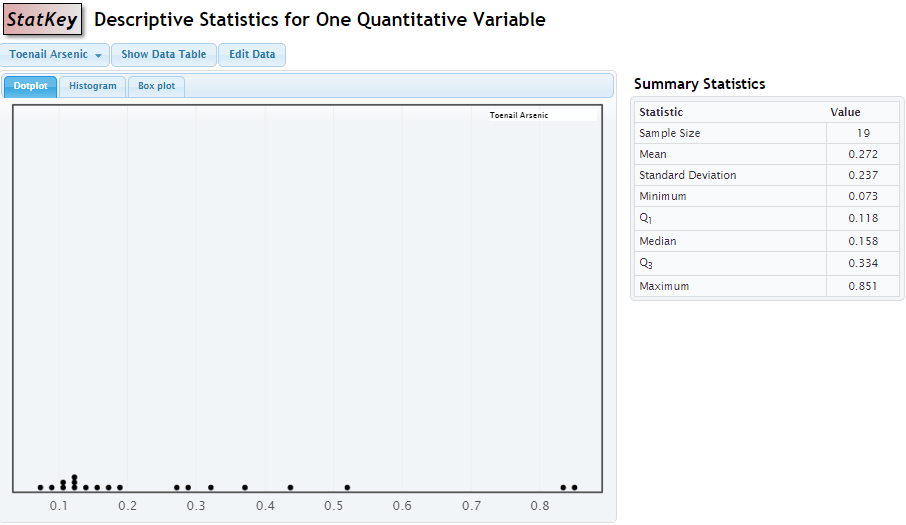 StatKey Descriptive Statistics for One Quantitative Variable
Toenail Arsenic Show Data Table Edit Data
Dotplot Histogram Box plot
Toenail Arsenic
0.1 0.2 0.3 0.4 0.5 0.6 0.7 0.8
Summary Statistics
Statistic Value
Sample Size 19
Mean 0.272
Standard Deviation 0.237
Minimum 0.073
Q1 0.118
Median 0.158
Q3 0.334
Maximum 0.851